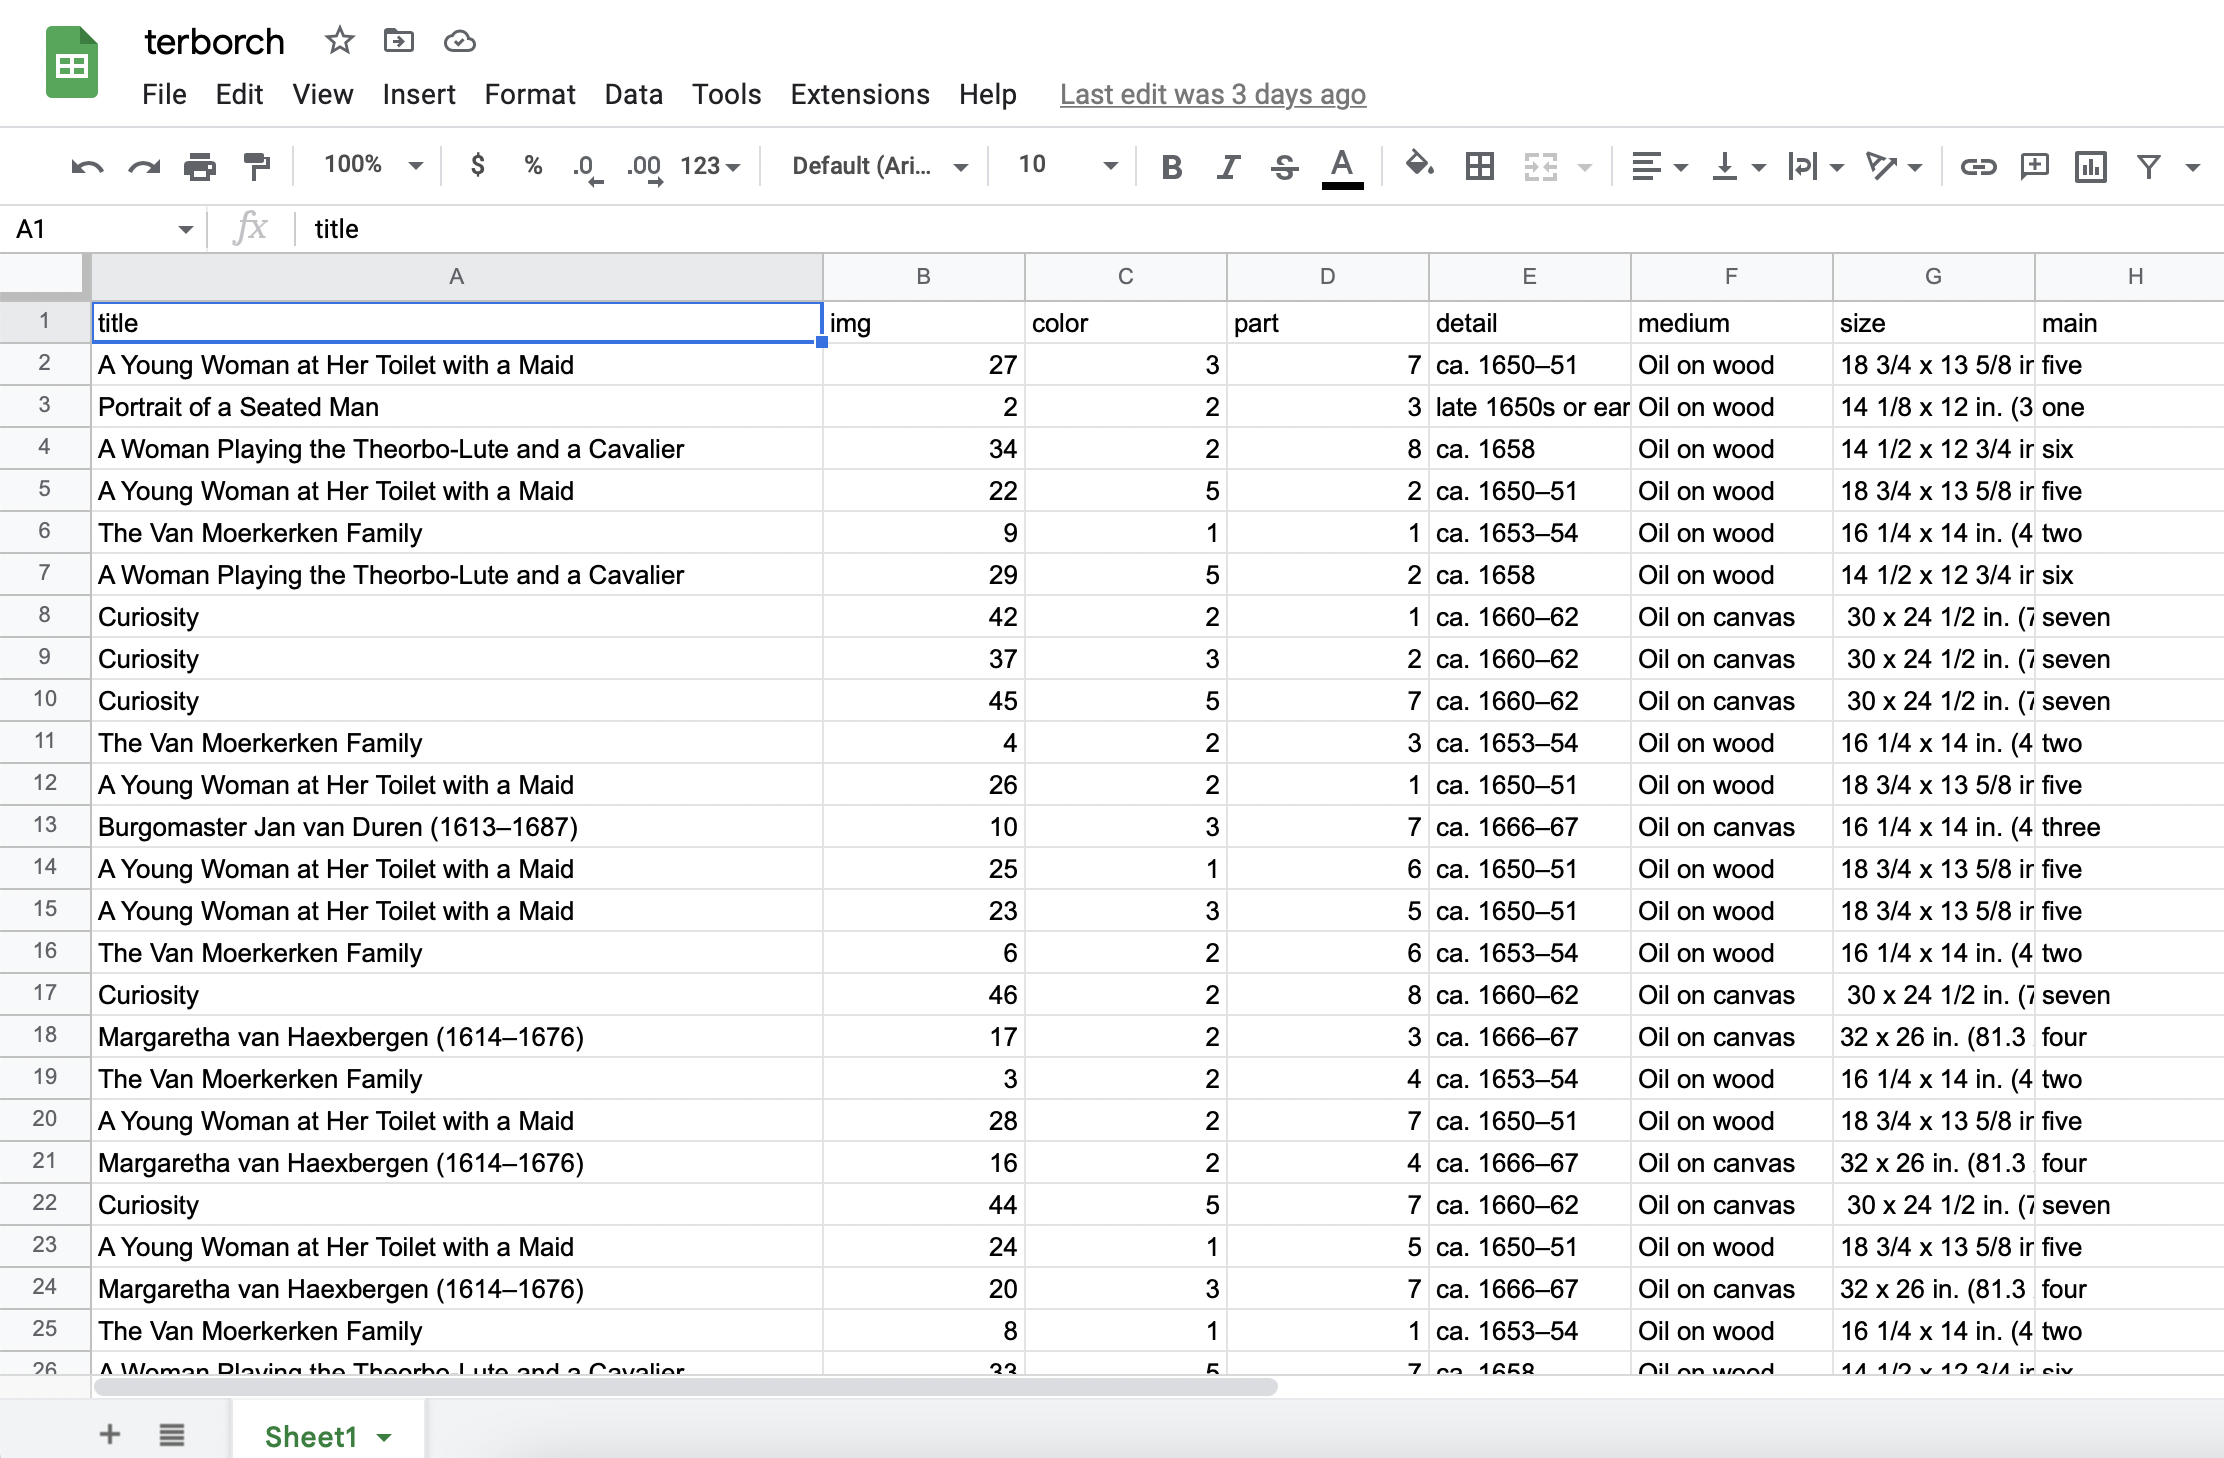 terborch
File Edit View Insert Format Data Tools Extensions Help Last edit was 3 days ago
100% $ % .0 .00 123 Default (Ari... 10 B I S A
A1 fx title
A B C D E F G H
1 title img color part detail medium size main
2 A Young Woman at Her Toilet with a Maid 27 3 7 ca. 1650–51 Oil on wood 18 3/4 x 13 5/8 in five
3 Portrait of a Seated Man 2 2 3 late 1650s or ear Oil on wood 14 1/8 x 12 in. (3 one
4 A Woman Playing the Theorbo-Lute and a Cavalier 34 2 8 ca. 1658 Oil on wood 14 1/2 x 12 3/4 in six
5 A Young Woman at Her Toilet with a Maid 22 5 2 ca. 1650–51 Oil on wood 18 3/4 x 13 5/8 in five
6 The Van Moerkerken Family 9 1 1 ca. 1653–54 Oil on wood 16 1/4 x 14 in. (4 two
7 A Woman Playing the Theorbo-Lute and a Cavalier 29 5 2 ca. 1658 Oil on wood 14 1/2 x 12 3/4 in six
8 Curiosity 42 2 1 ca. 1660–62 Oil on canvas 30 x 24 1/2 in. (7 seven
9 Curiosity 37 3 2 ca. 1660–62 Oil on canvas 30 x 24 1/2 in. (7 seven
10 Curiosity 45 5 7 ca. 1660–62 Oil on canvas 30 x 24 1/2 in. (7 seven
11 The Van Moerkerken Family 4 2 3 ca. 1653–54 Oil on wood 16 1/4 x 14 in. (4 two
12 A Young Woman at Her Toilet with a Maid 26 2 1 ca. 1650–51 Oil on wood 18 3/4 x 13 5/8 in five
13 Burgomaster Jan van Duren (1613–1687) 10 3 7 ca. 1666–67 Oil on canvas 16 1/4 x 14 in. (4 three
14 A Young Woman at Her Toilet with a Maid 25 1 6 ca. 1650–51 Oil on wood 18 3/4 x 13 5/8 in five
15 A Young Woman at Her Toilet with a Maid 23 3 5 ca. 1650–51 Oil on wood 18 3/4 x 13 5/8 in five
16 The Van Moerkerken Family 6 2 6 ca. 1653–54 Oil on wood 16 1/4 x 14 in. (4 two
17 Curiosity 46 2 8 ca. 1660–62 Oil on canvas 30 x 24 1/2 in. (7 seven
18 Margaretha van Haexbergen (1614–1676) 17 2 3 ca. 1666–67 Oil on canvas 32 x 26 in. (81.3 four
19 The Van Moerkerken Family 3 2 4 ca. 1653–54 Oil on wood 16 1/4 x 14 in. (4 two
20 A Young Woman at Her Toilet with a Maid 28 2 7 ca. 1650–51 Oil on wood 18 3/4 x 13 5/8 in five
21 Margaretha van Haexbergen (1614–1676) 16 2 4 ca. 1666–67 Oil on canvas 32 x 26 in. (81.3 four
22 Curiosity 44 5 7 ca. 1660–62 Oil on canvas 30 x 24 1/2 in. (7 seven
23 A Young Woman at Her Toilet with a Maid 24 1 5 ca. 1650–51 Oil on wood 18 3/4 x 13 5/8 in five
24 Margaretha van Haexbergen (1614–1676) 20 3 7 ca. 1666–67 Oil on canvas 32 x 26 in. (81.3 four
25 The Van Moerkerken Family 8 1 1 ca. 1653–54 Oil on wood 16 1/4 x 14 in. (4 two
26 A Woman Playing the Theorbo-Lute and a Cavalier 33 5 7 ca. 1658 Oil on wood 14 1/2 x 12 3/4 in six
Sheet1